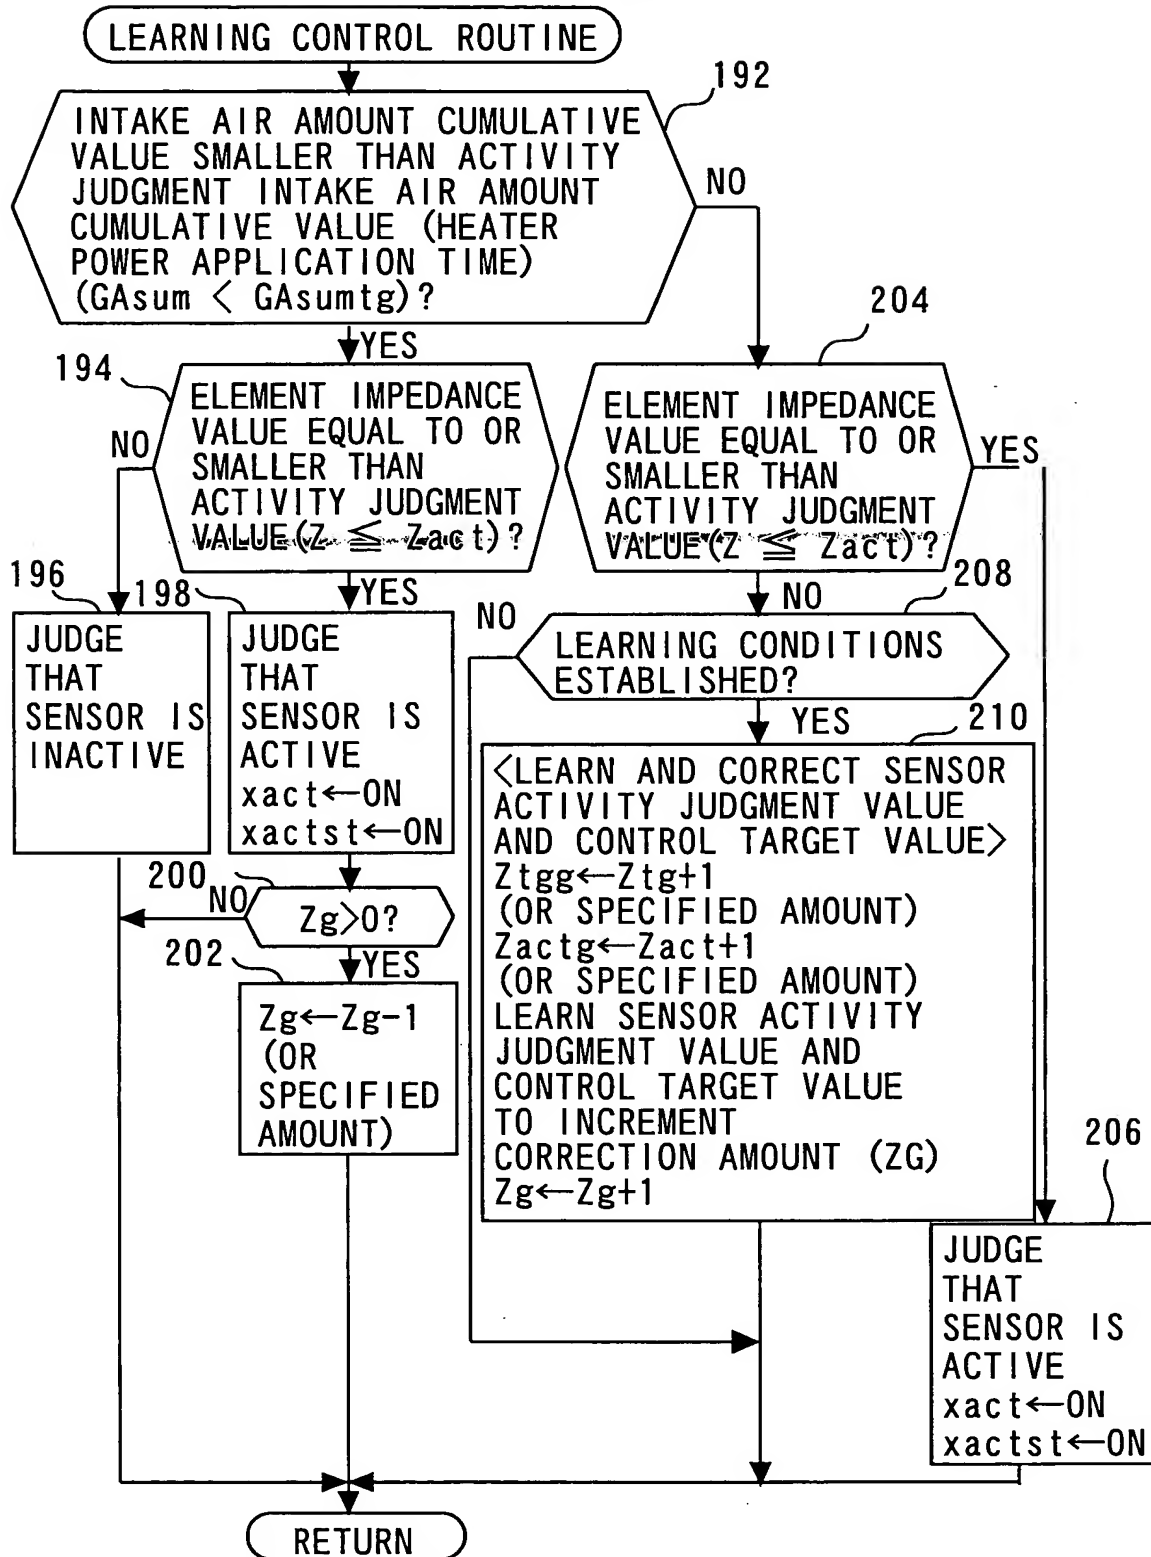 LEARNING CONTROL ROUTINE
192
INTAKE AIR AMOUNT CUMULATIVE
VALUE SMALLER THAN ACTIVITY
JUDGMENT INTAKE AIR AMOUNT
CUMULATIVE VALUE (HEATER
POWER APPLICATION TIME)
(GAsum < GAsumtg)?
NO
YES
194
ELEMENT IMPEDANCE
VALUE EQUAL TO OR
SMALLER THAN
ACTIVITY JUDGMENT
VALUE(Z ≦ Zact)?
NO
YES
204
ELEMENT IMPEDANCE
VALUE EQUAL TO OR
SMALLER THAN
ACTIVITY JUDGMENT
VALUE(Z ≦ Zact)?
YES
NO
196
JUDGE
THAT
SENSOR IS
INACTIVE
198
JUDGE
THAT
SENSOR IS
ACTIVE
xact←ON
xactst←ON
208
LEARNING CONDITIONS
ESTABLISHED?
NO
YES
200
Zg>0?
NO
YES
202
Zg←Zg-1
(OR
SPECIFIED
AMOUNT)
210
<LEARN AND CORRECT SENSOR
ACTIVITY JUDGMENT VALUE
AND CONTROL TARGET VALUE>
Ztgg←Ztg+1
(OR SPECIFIED AMOUNT)
Zactg←Zact+1
(OR SPECIFIED AMOUNT)
LEARN SENSOR ACTIVITY
JUDGMENT VALUE AND
CONTROL TARGET VALUE
TO INCREMENT
CORRECTION AMOUNT (ZG)
Zg←Zg+1
206
JUDGE
THAT
SENSOR IS
ACTIVE
xact←ON
xactst←ON
RETURN